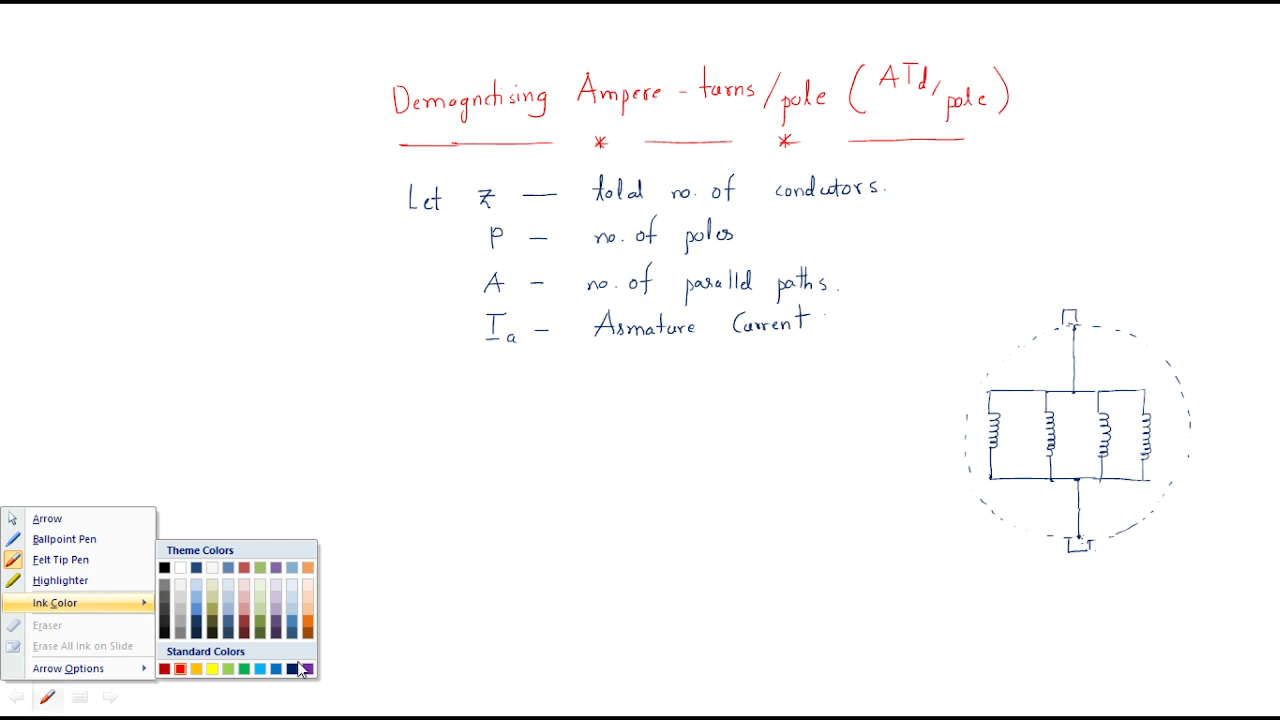 Demagnetising Ampere - turns/pole (ATd/pole)
Let Z — total no. of condutors.
P - no. of poles
A - no. of parallel paths.
Ia - Armature Current
Arrow
Ballpoint Pen
Felt Tip Pen
Highlighter
Ink Color
Eraser
Erase All Ink on Slide
Arrow Options
Theme Colors
Standard Colors